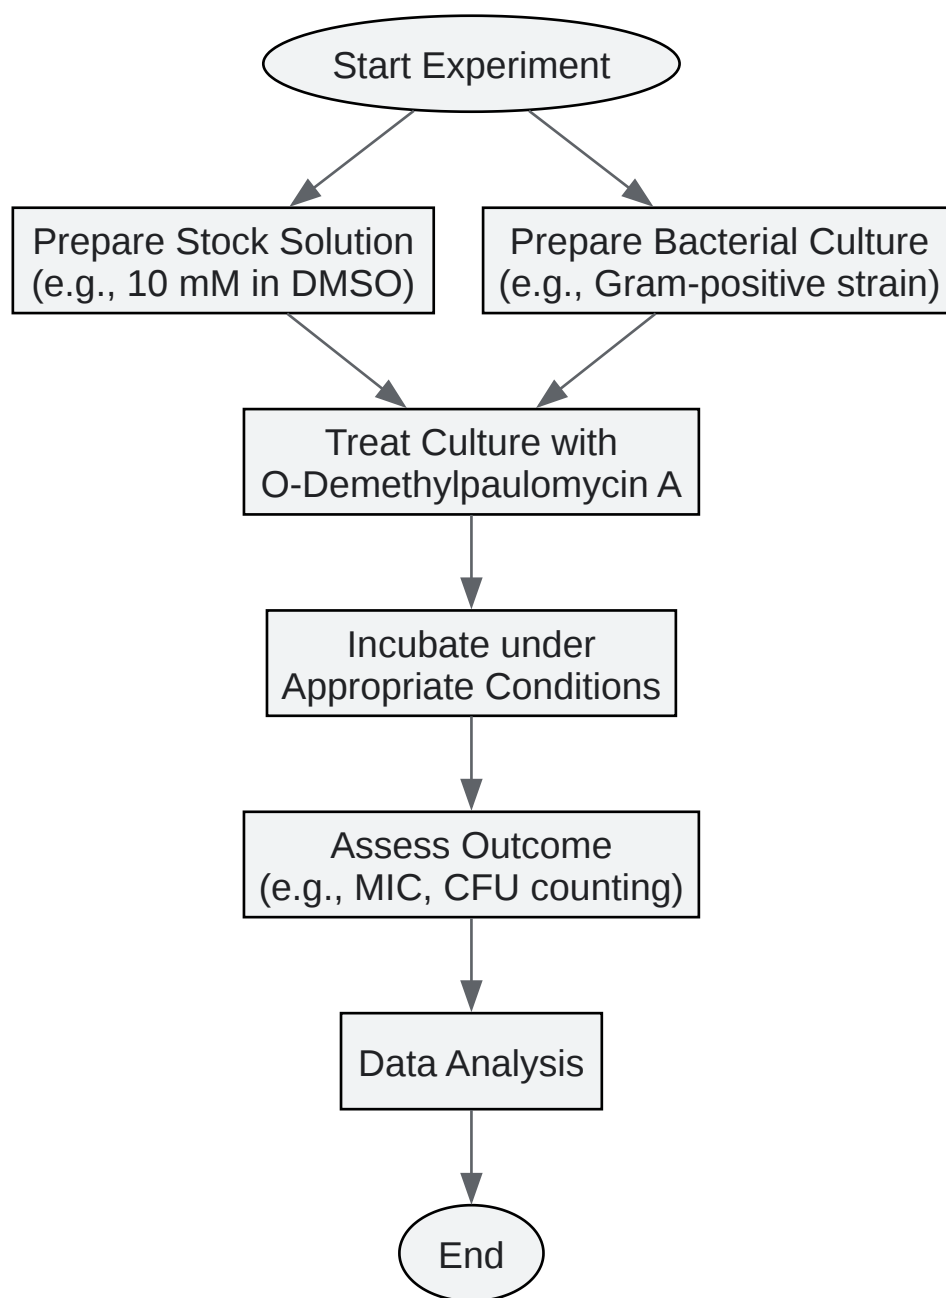 Start Experiment
Prepare Stock Solution
(e.g., 10 mM in DMSO)
Prepare Bacterial Culture
(e.g., Gram-positive strain)
Treat Culture with
O-Demethylpaulomycin A
Incubate under
Appropriate Conditions
Assess Outcome
(e.g., MIC, CFU counting)
Data Analysis
End